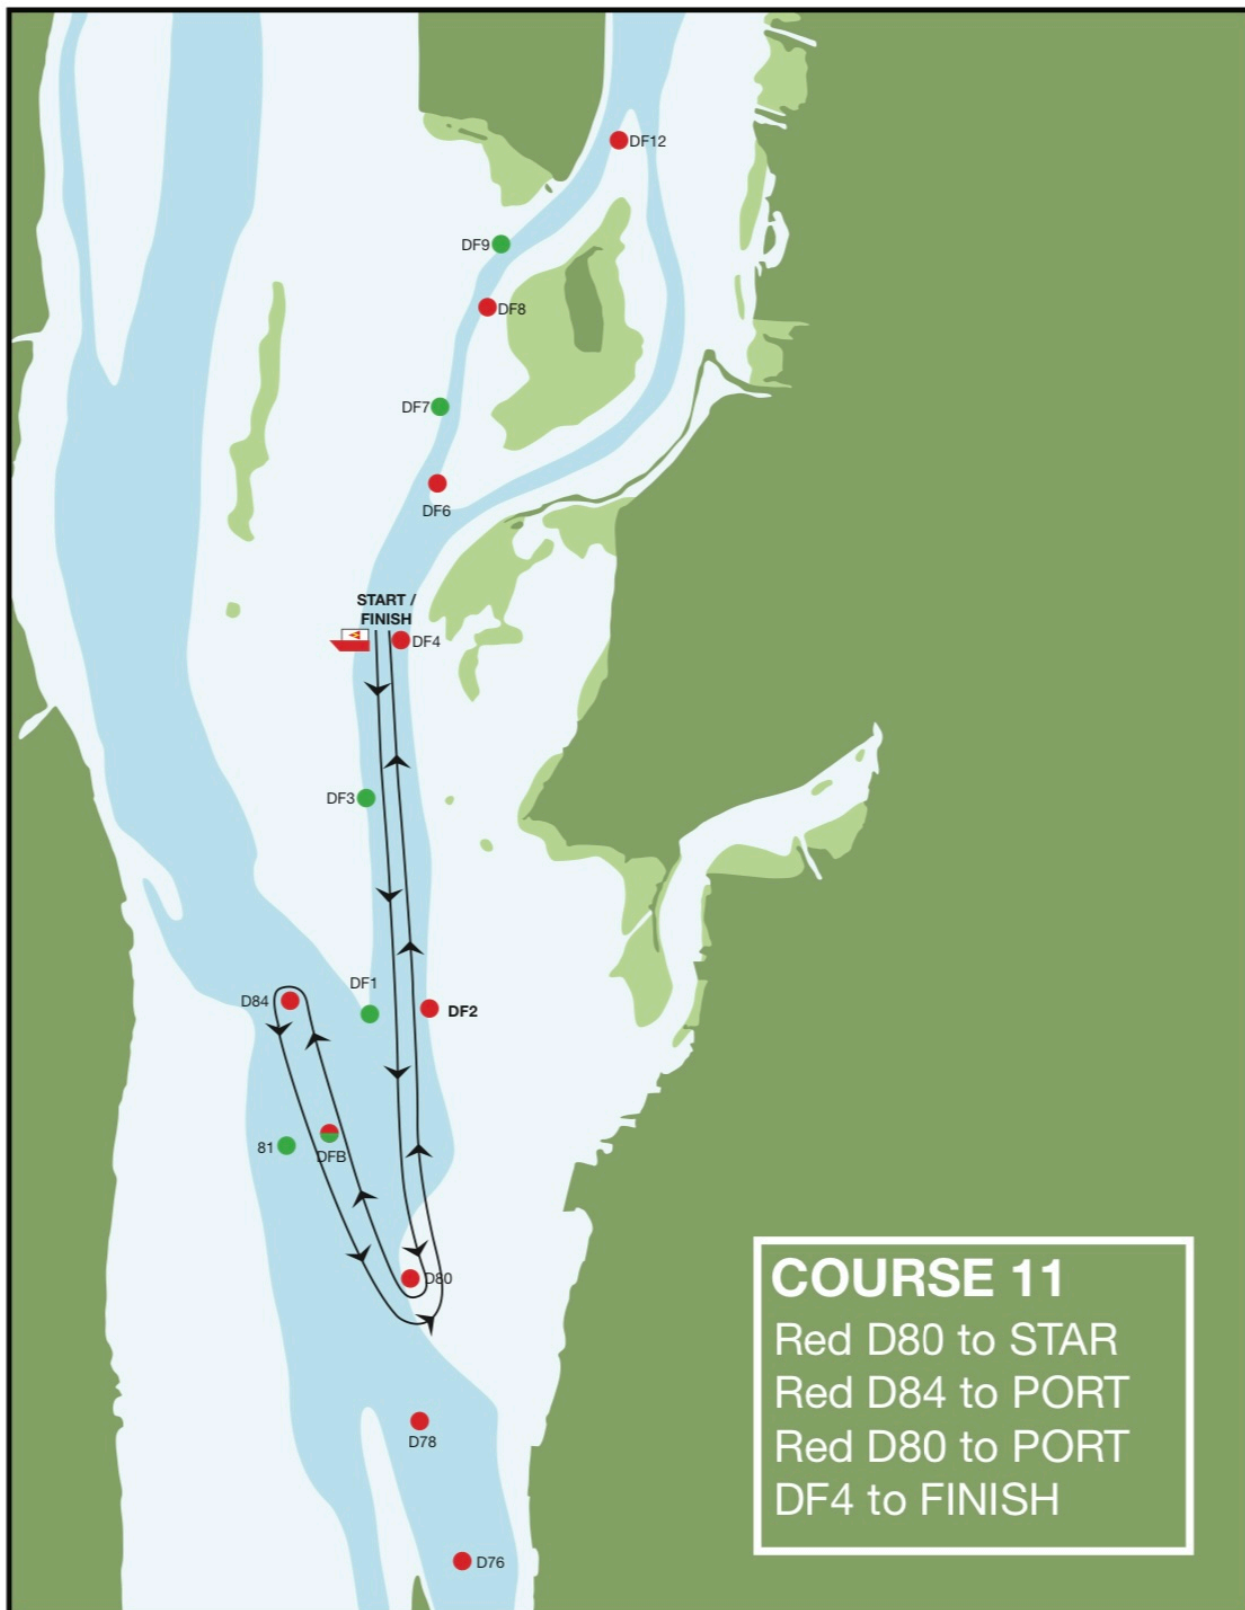 DF12
DF9
DF8
DF7
DF6
START /
FINISH
DF4
DF3
DF1
D84
DF2
81
DFB
D80
D78
D76
COURSE 11
Red D80 to STAR
Red D84 to PORT
Red D80 to PORT
DF4 to FINISH